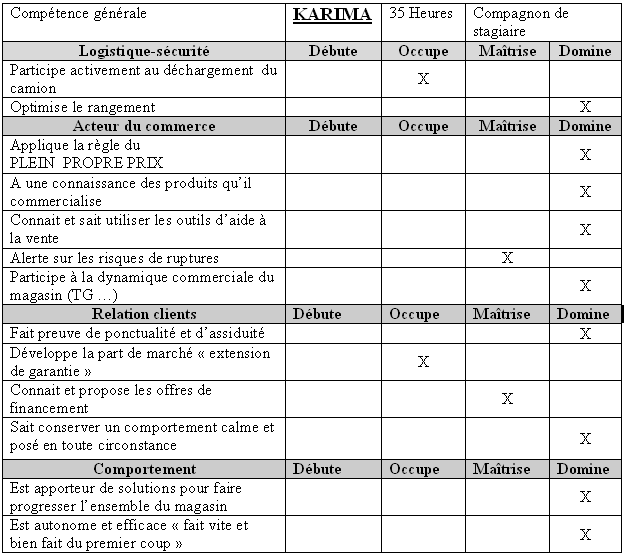 Compétence générale KARIMA 35 Heures Compagnon de
stagiaire
Logistique-sécurité Débute Occupe Maîtrise Domine
Participe activement au déchargement du
camion X
Optimise le rangement X
Acteur du commerce Débute Occupe Maîtrise Domine
Applique la règle du
PLEIN PROPRE PRIX X
A une connaissance des produits qu'il
commercialise X
Connait et sait utiliser les outils d'aide à
la vente X
Alerte sur les risques de ruptures X
Participe à la dynamique commerciale du
magasin (TG …) X
Relation clients Débute Occupe Maîtrise Domine
Fait preuve de ponctualité et d'assiduité X
Développe la part de marché « extension
de garantie » X
Connait et propose les offres de
financement X
Sait conserver un comportement calme et
posé en toute circonstance X
Comportement Débute Occupe Maîtrise Domine
Est apporteur de solutions pour faire
progresser l'ensemble du magasin X
Est autonome et efficace « fait vite et
bien fait du premier coup » X